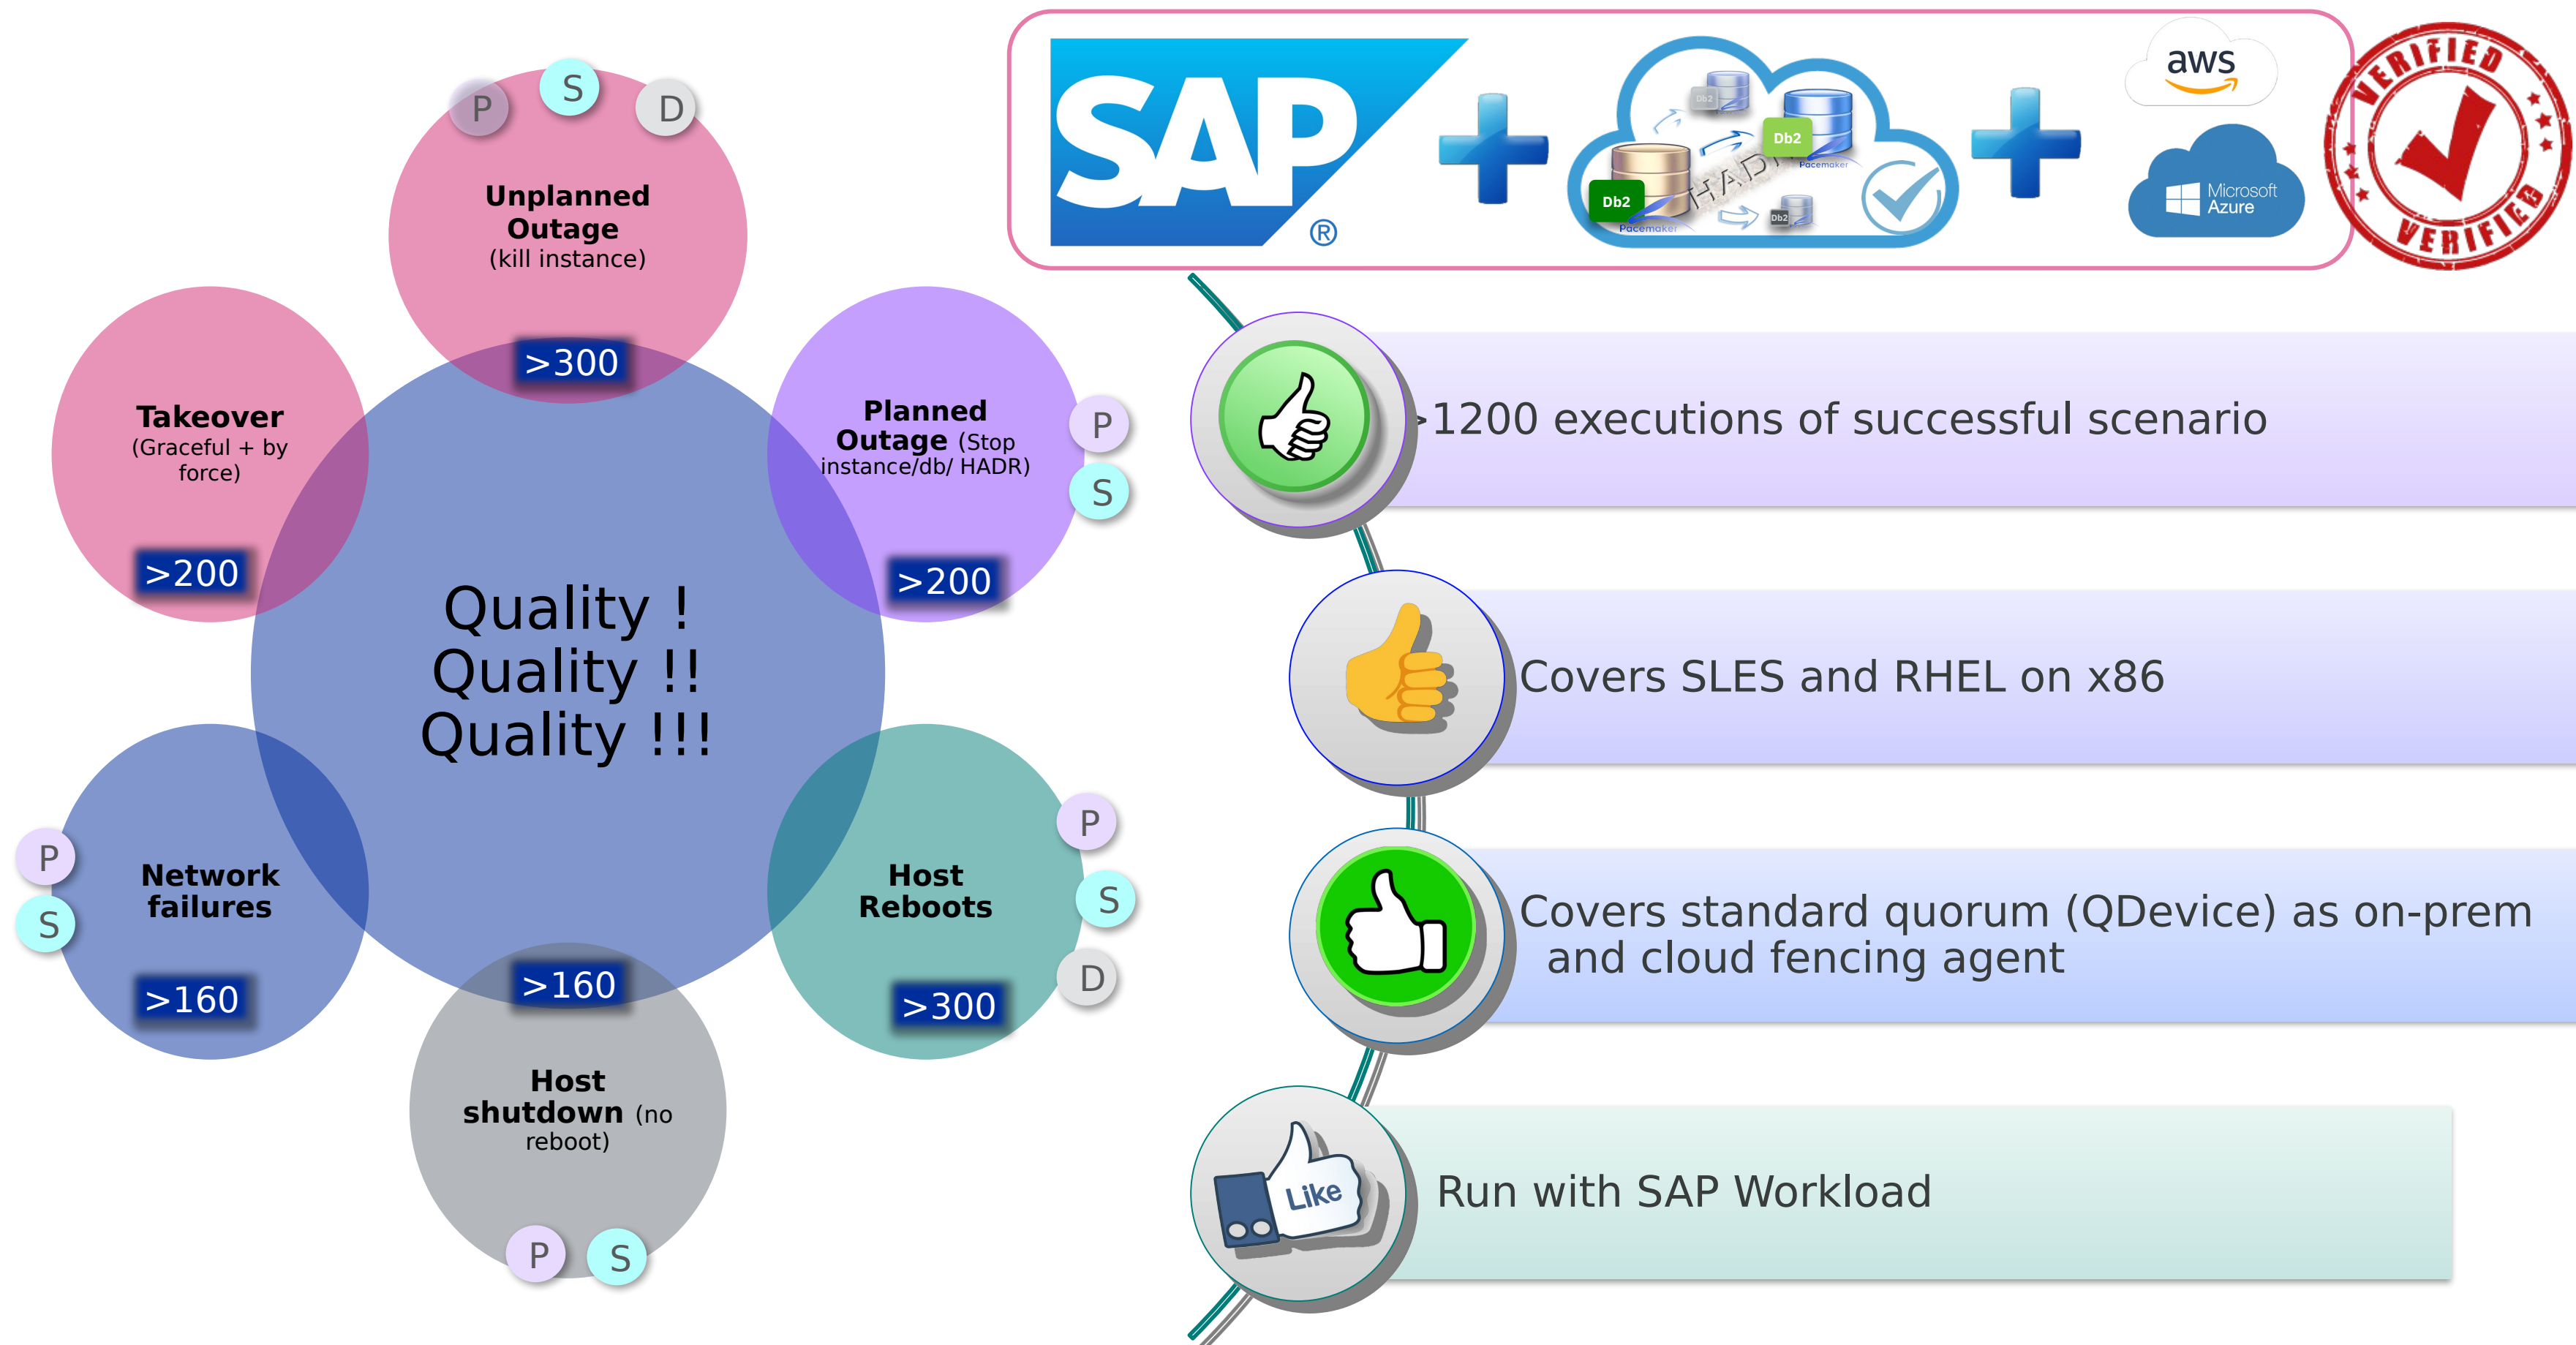 P
S
D
Unplanned
Outage
(kill instance)
>300
Takeover
(Graceful + by
force)
>200
Planned
Outage (Stop
instance/db/ HADR)
>200
P
S
Quality !
Quality !!
Quality !!!
P
S
Network
failures
>160
Host
Reboots
>300
P
S
D
>160
Host
shutdown (no
reboot)
P
S
SAP
®
Db2
Db2
Pacemaker
HADR
Db2
Pacemaker
Db2
aws
Microsoft
Azure
VERIFIED
VERIFIED
>1200 executions of successful scenario
Covers SLES and RHEL on x86
Covers standard quorum (QDevice) as on-prem
and cloud fencing agent
Like
Run with SAP Workload